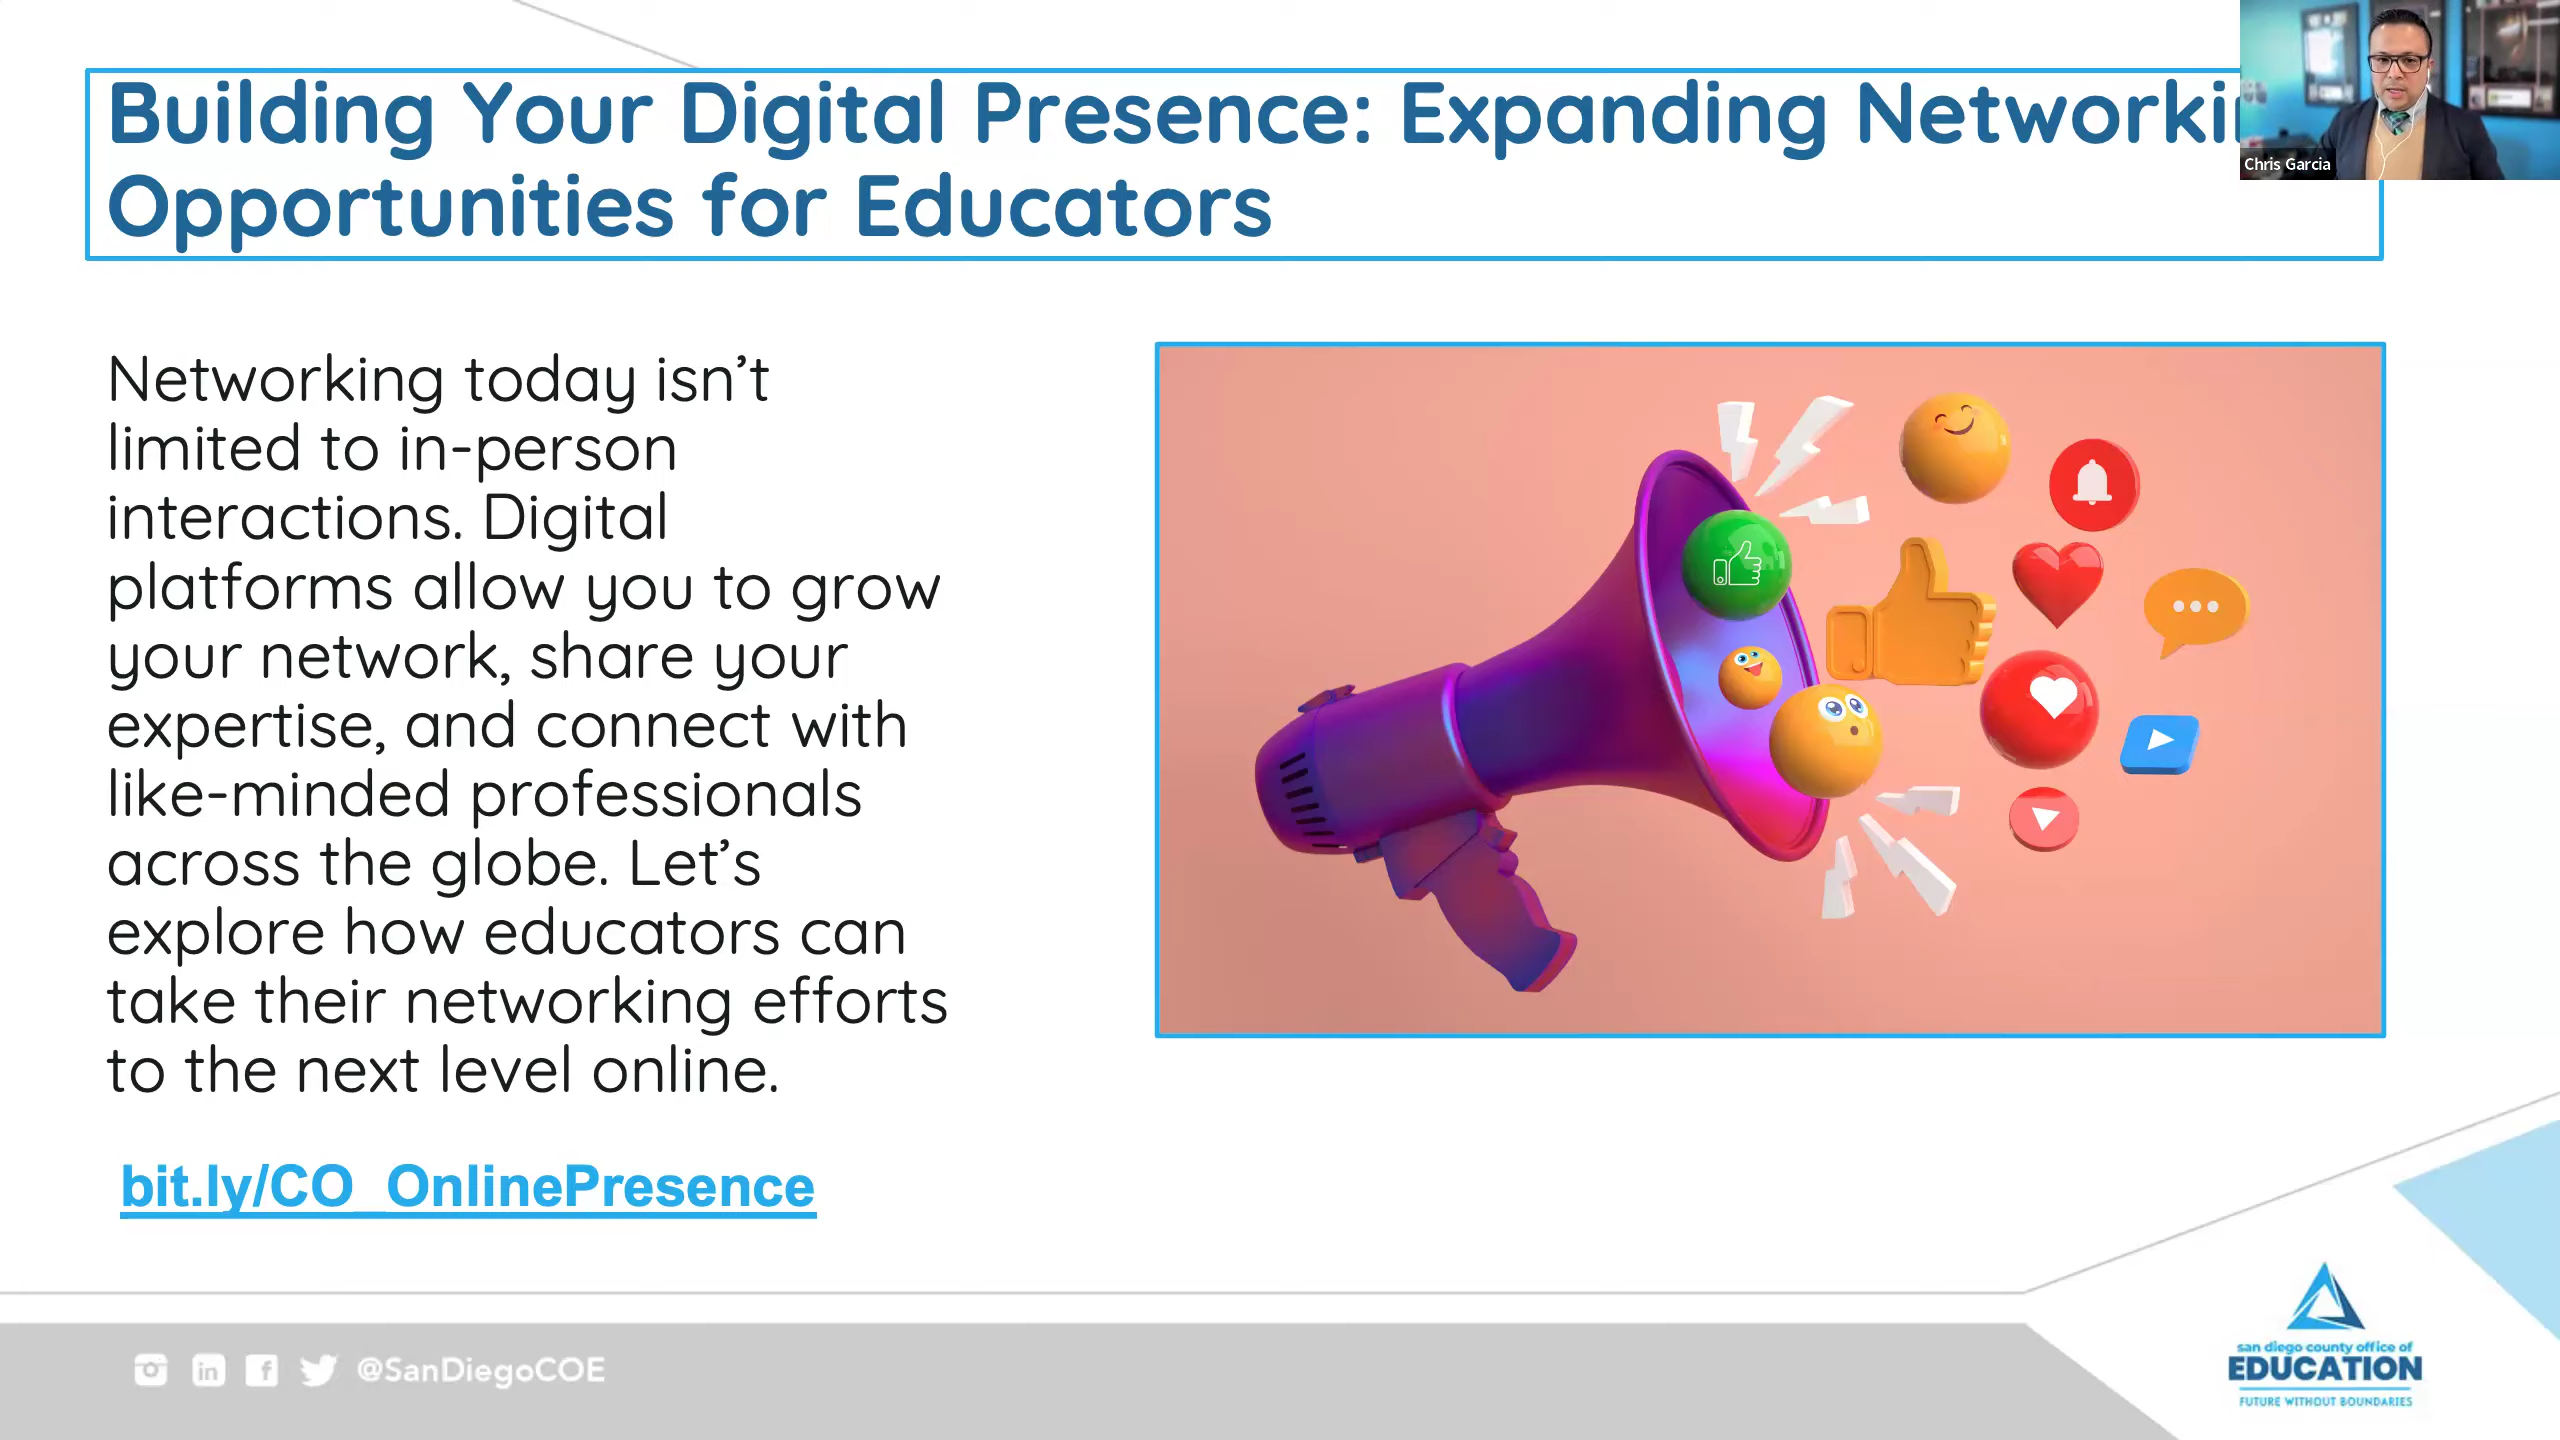 Building Your Digital Presence: Expanding
Opportunities for Educators
Chris Garcia
Networking today isn’t
limited to in-person
interactions. Digital
platforms allow you to grow
your network, share your
expertise, and connect with
like-minded professionals
across the globe. Let’s
explore how educators can
take their networking efforts
to the next level online.
bit.ly/CO_OnlinePresence
@SanDiegoCOE
san diego county office of
EDUCATION
FUTURE WITHOUT BOUNDARIES